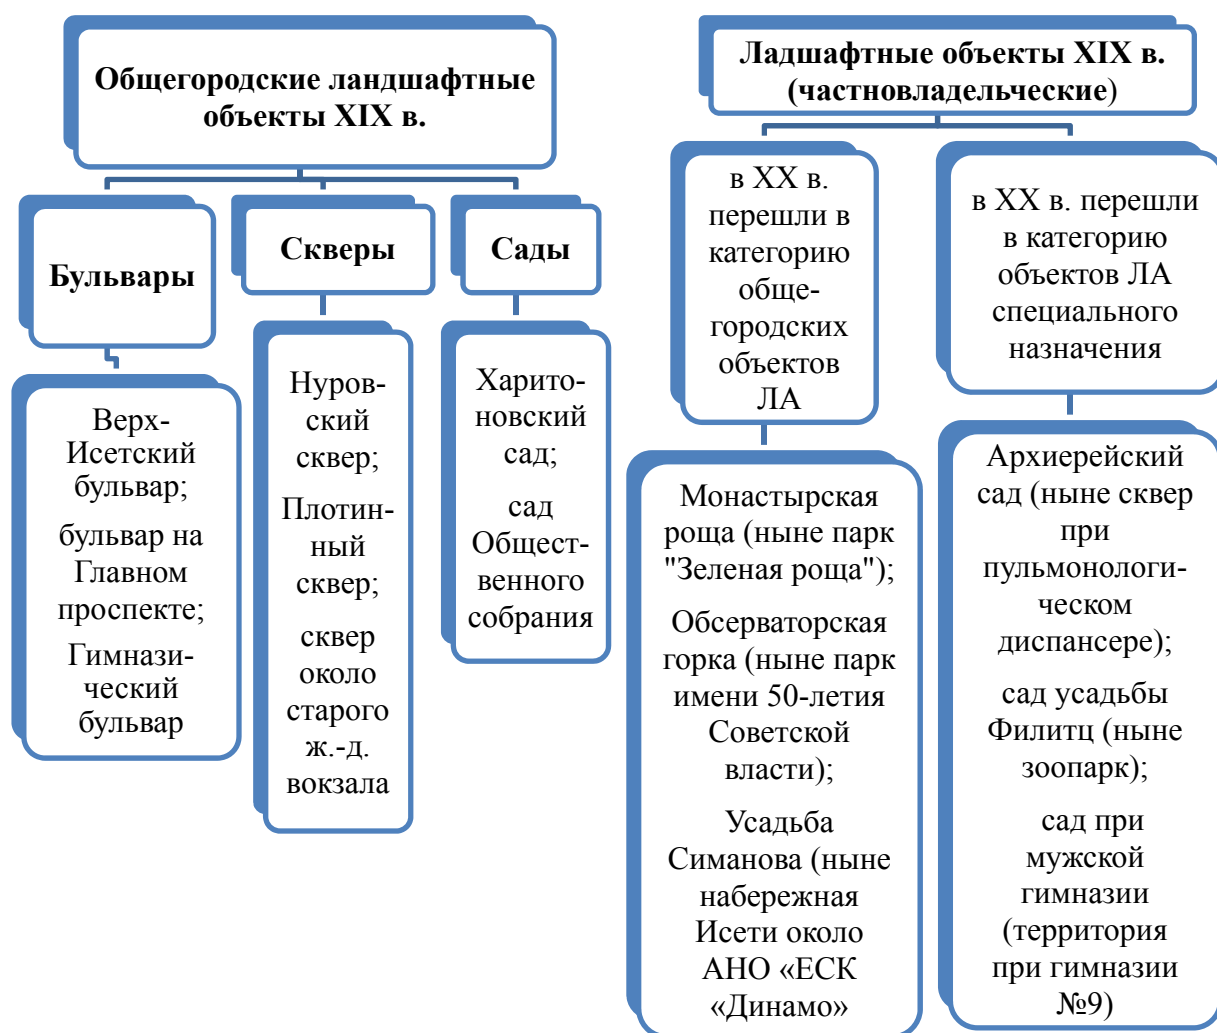 Общегородские ландшафтные
объекты XIX в.
Бульвары
Верх-
Исетский
бульвар;
бульвар на
Главном
проспекте;
Гимнази-
ческий
бульвар
Скверы
Нуров-
ский
сквер;
Плотин-
ный
сквер;
сквер
около
старого
ж.-д.
вокзала
Сады
Харито-
новский
сад;
сад
Общест-
венного
собрания
Ладшафтные объекты XIX в.
(частновладельческие)
в XX в.
перешли в
категорию
обще-
городских
объектов
ЛА
Монастырская
роща (ныне парк
"Зеленая роща");
Обсерваторская
горка (ныне парк
имени 50-летия
Советской
власти);
Усадьба
Симанова (ныне
набережная
Исети около
АНО «ЕСК
«Динамо»
в XX в. перешли
в категорию
объектов ЛА
специального
назначения
Архиерейский
сад (ныне сквер
при
пульмонологи-
ческом
диспансере);
сад усадьбы
Филитц (ныне
зоопарк);
сад при
мужской
гимназии
(территория
при гимназии
№9)